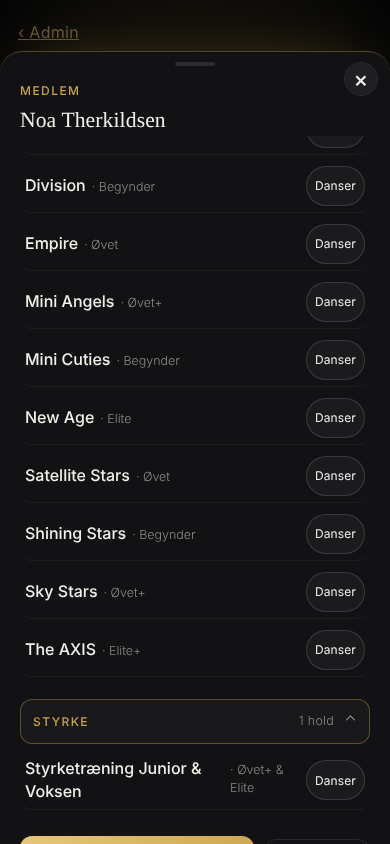 ‹ Admin
MEDLEM
Noa Therkildsen
Division · Begynder Danser
Empire · Øvet Danser
Mini Angels · Øvet+ Danser
Mini Cuties · Begynder Danser
New Age · Elite Danser
Satellite Stars · Øvet Danser
Shining Stars · Begynder Danser
Sky Stars · Øvet+ Danser
The AXIS · Elite+ Danser
STYRKE 1 hold
Styrketræning Junior & · Øvet+ & Danser
Voksen Elite